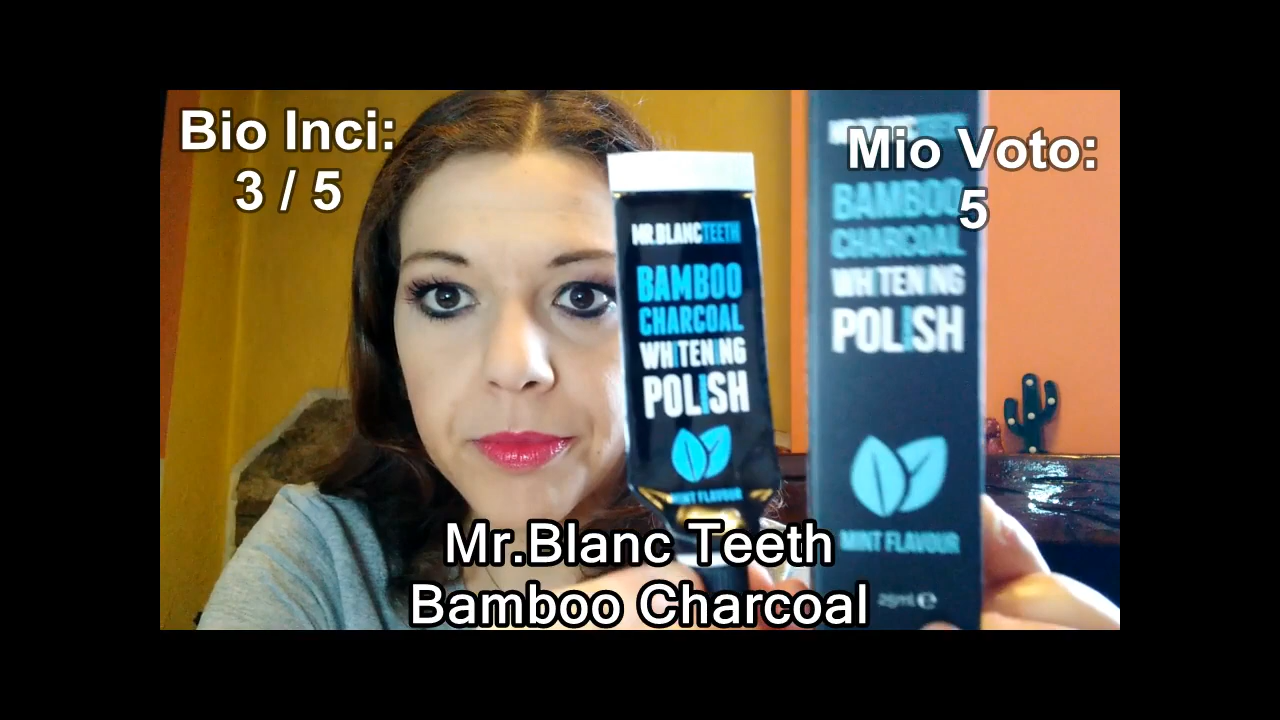 Bio Inci:
3 / 5
Mio Voto:
5
MR.BLANCTEETH
BAMBOO
CHARCOAL
WHITENING
POLISH
MINT FLAVOUR
BAMBOO
CHARCOAL
WHITENING
POLISH
MINT FLAVOUR
25ml e
Mr.Blanc Teeth
Bamboo Charcoal